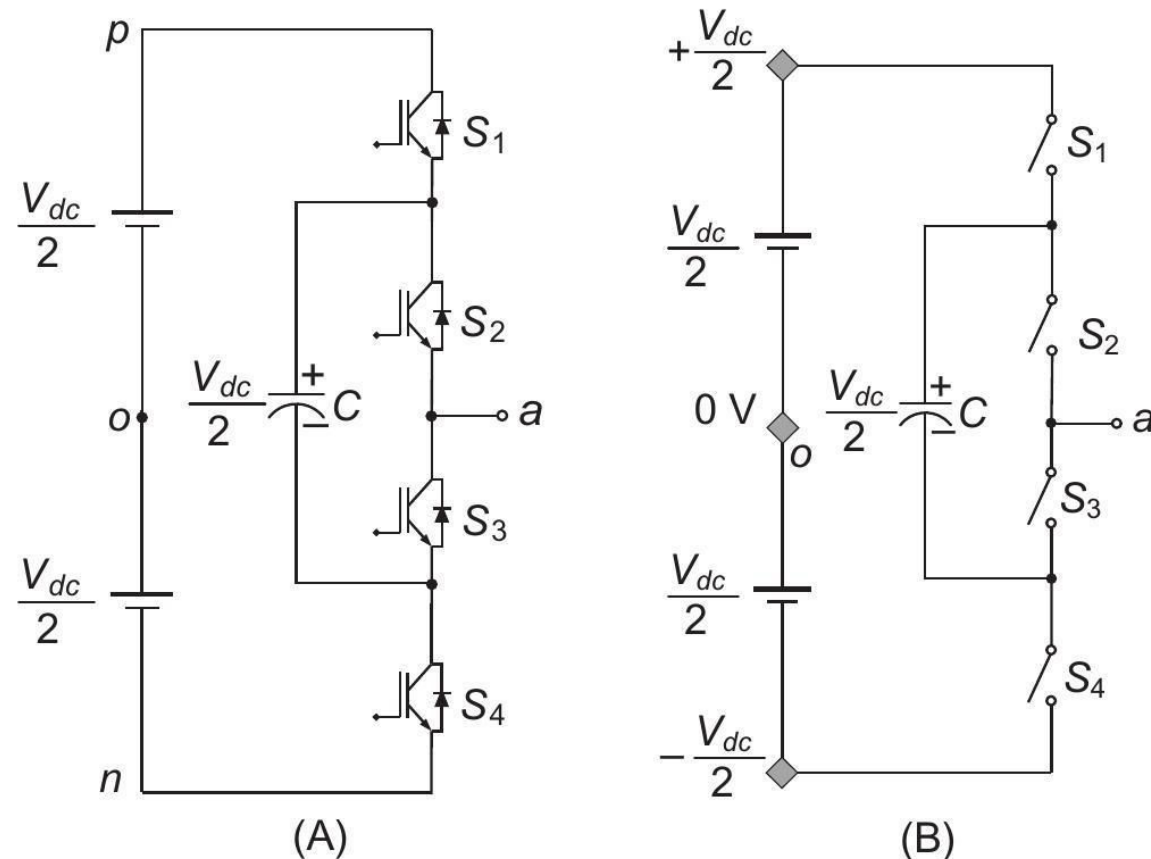 p
V_dc/2
o
V_dc/2
n
V_dc/2
+
−
C
S1
S2
a
S3
S4
(A)
+ V_dc/2
V_dc/2
0 V
o
V_dc/2
− V_dc/2
V_dc/2
+
−
C
S1
S2
a
S3
S4
(B)